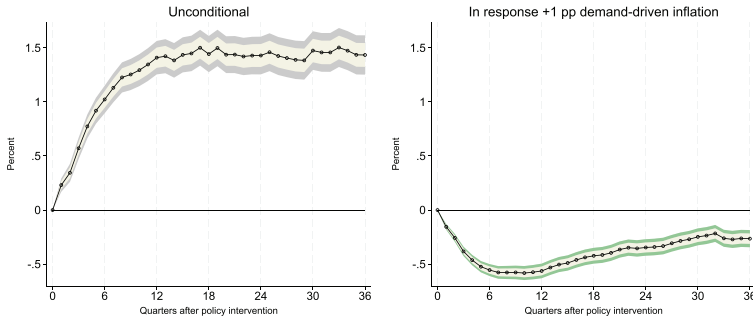 Unconditional
1.5
1
.5
0
-.5
Percent
0 6 12 18 24 30 36
Quarters after policy intervention
In response +1 pp demand-driven inflation
1.5
1
.5
0
-.5
Percent
0 6 12 18 24 30 36
Quarters after policy intervention